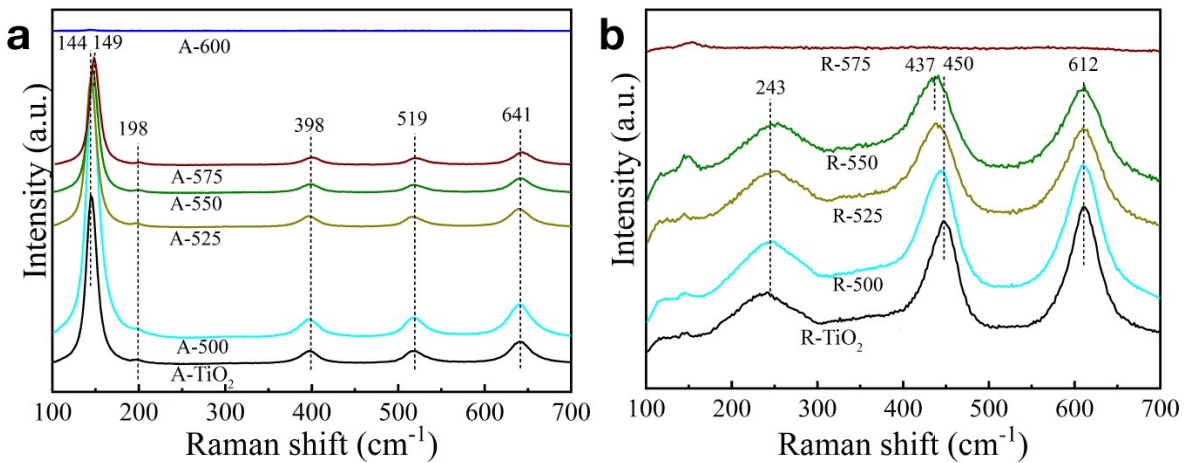 a
144 149
A-600
198
398
519
641
A-575
A-550
A-525
A-500
A-TiO₂
100 200 300 400 500 600 700
Raman shift (cm⁻¹)
Intensity (a.u.)
b
R-575
437 450
612
243
R-550
R-525
R-500
R-TiO₂
100 200 300 400 500 600 700
Raman shift (cm⁻¹)
Intensity (a.u.)